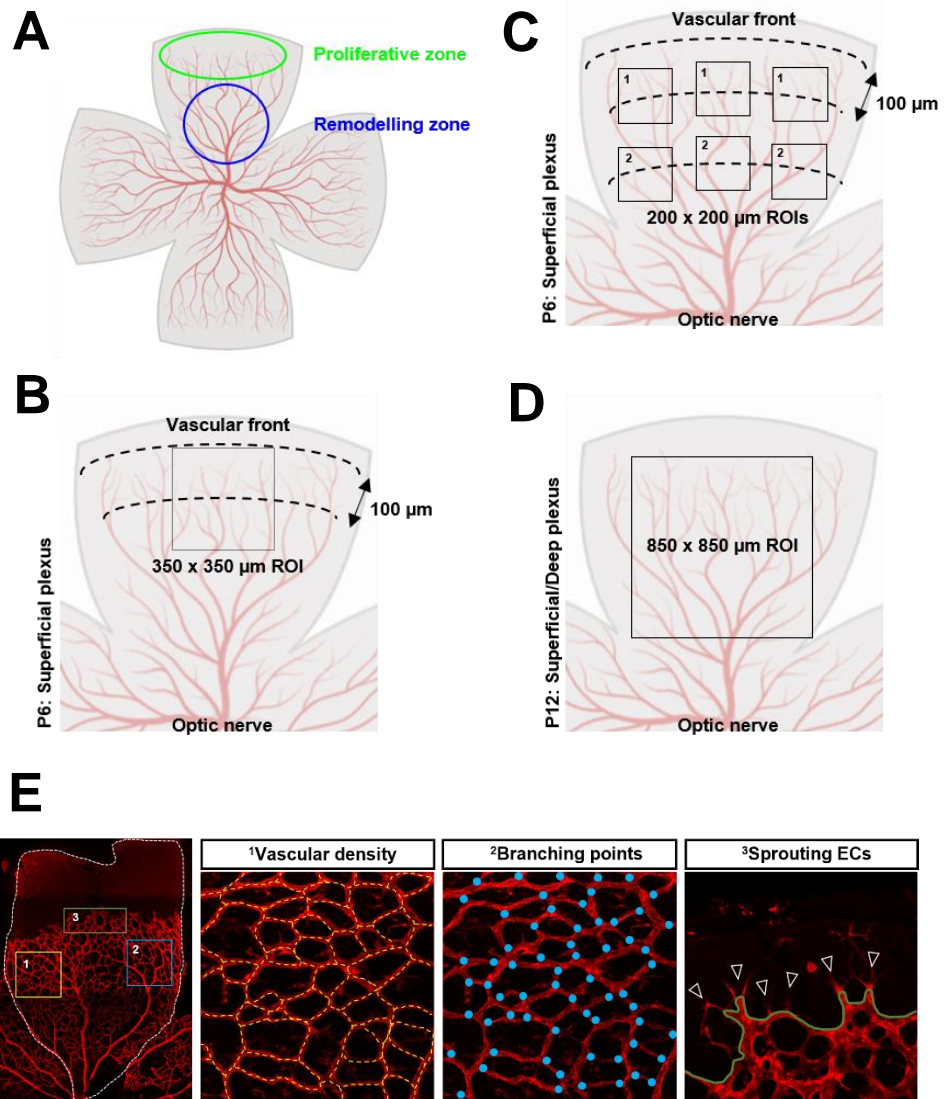 A
Proliferative zone
Remodelling zone
B
Vascular front
100 µm
350 x 350 µm ROI
P6: Superficial plexus
Optic nerve
C
Vascular front
1
1
1
100 µm
2
2
2
200 x 200 µm ROIs
P6: Superficial plexus
Optic nerve
D
850 x 850 µm ROI
P12: Superficial/Deep plexus
Optic nerve
E
3
1
2
¹Vascular density
²Branching points
³Sprouting ECs